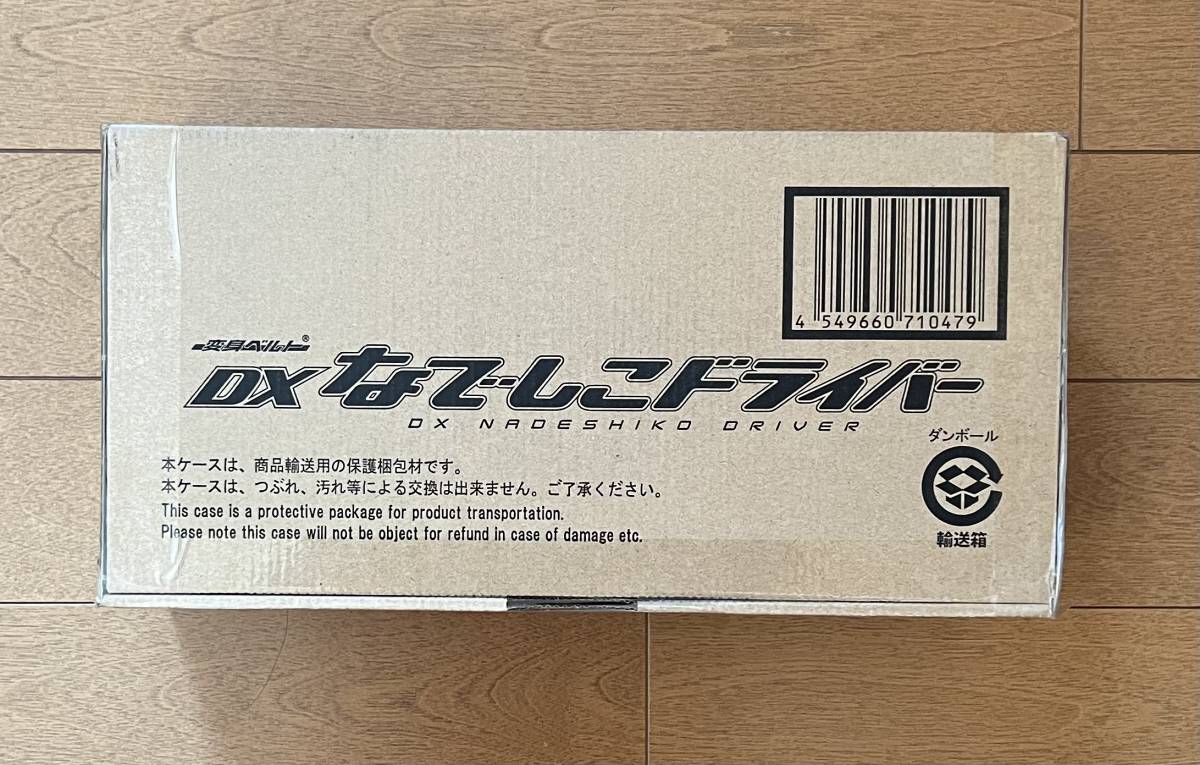 4 549660 710479
変身ベルト®
DXなでしこドライバー
DX NADESHIKO DRIVER
本ケースは、商品輸送用の保護梱包材です。
本ケースは、つぶれ、汚れ等による交換は出来ません。ご了承ください。
This case is a protective package for product transportation.
Please note this case will not be object for refund in case of damage etc.
ダンボール
輸送箱